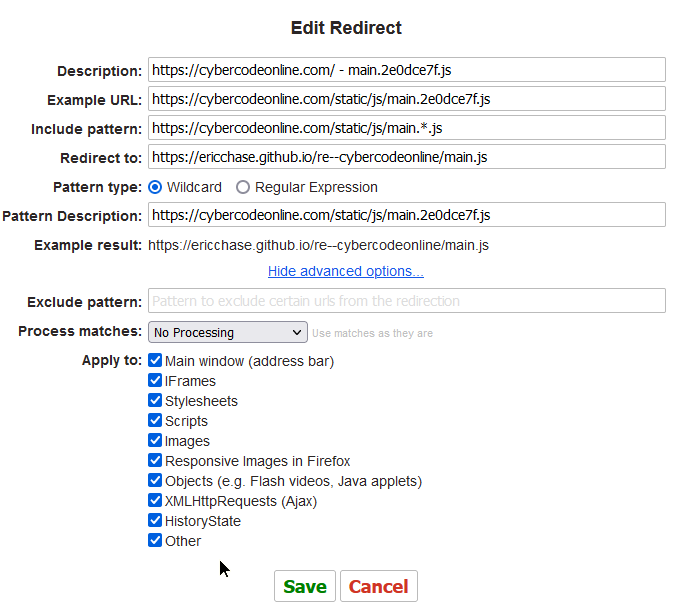 Edit Redirect
Description: https://cybercodeonline.com/ - main.2e0dce7f.js
Example URL: https://cybercodeonline.com/static/js/main.2e0dce7f.js
Include pattern: https://cybercodeonline.com/static/js/main.*.js
Redirect to: https://ericchase.github.io/re--cybercodeonline/main.js
Pattern type: Wildcard Regular Expression
Pattern Description: https://cybercodeonline.com/static/js/main.2e0dce7f.js
Example result: https://ericchase.github.io/re--cybercodeonline/main.js
Hide advanced options...
Exclude pattern: Pattern to exclude certain urls from the redirection
Process matches: No Processing Use matches as they are
Apply to: Main window (address bar)
IFrames
Stylesheets
Scripts
Images
Responsive Images in Firefox
Objects (e.g. Flash videos, Java applets)
XMLHttpRequests (Ajax)
HistoryState
Other
Save Cancel